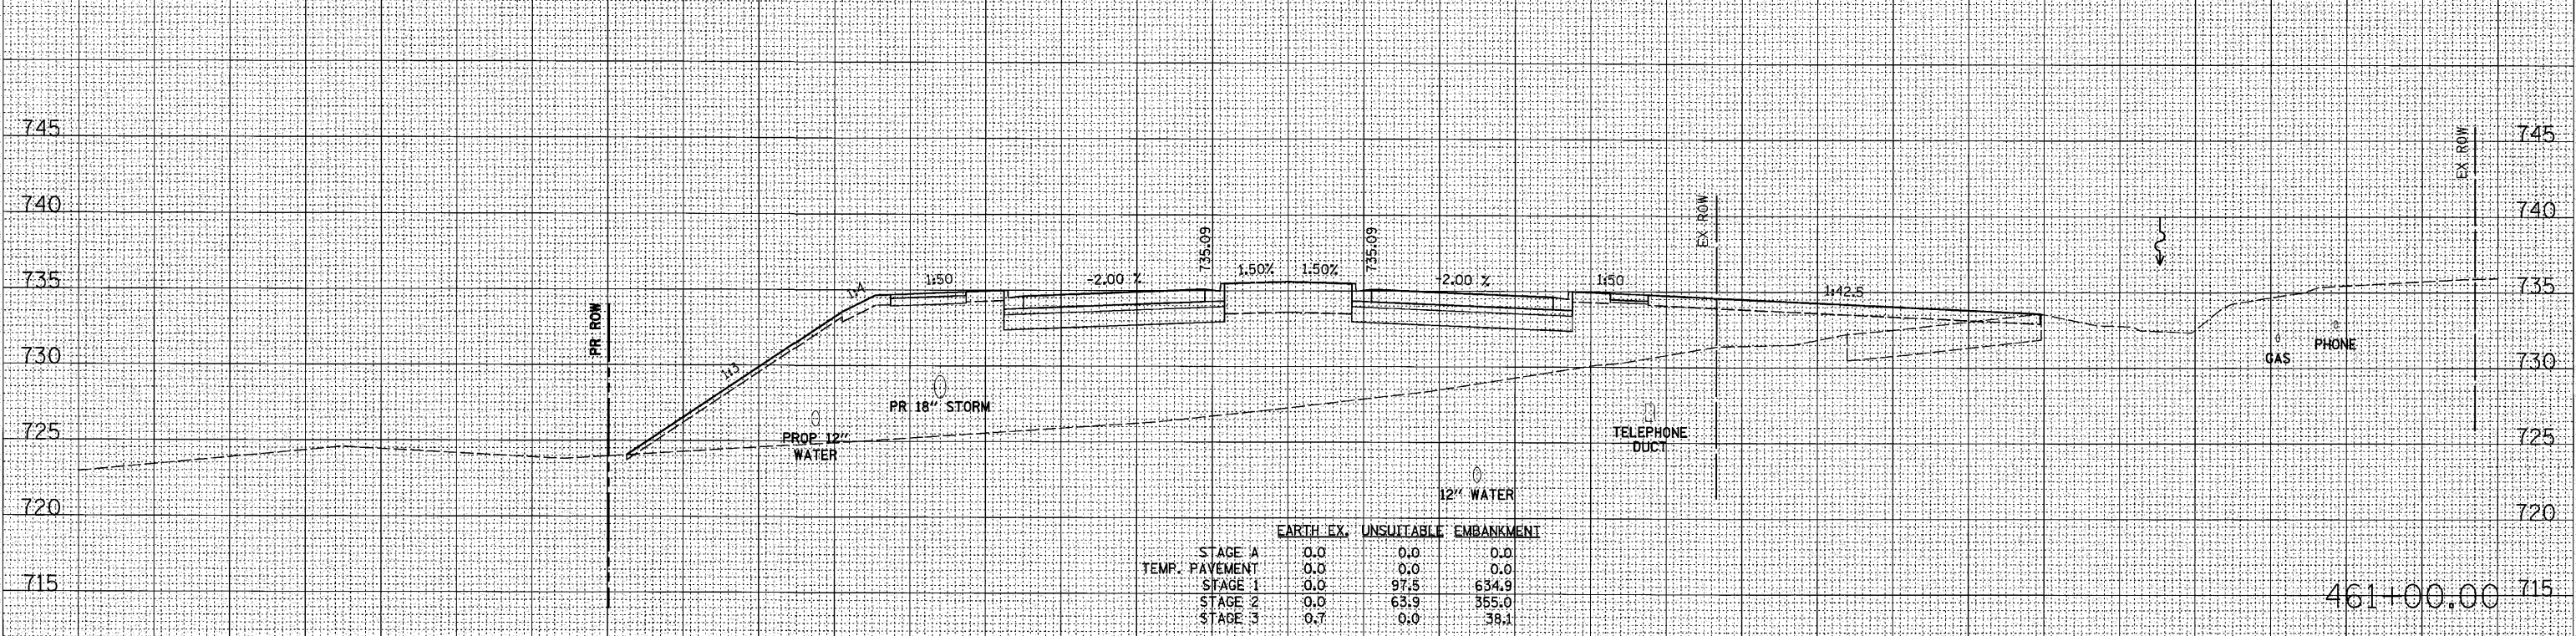 745 745
EX ROW
740 740
EX ROW
735.09 735.09
1.50% 1.50%
735 735
1:4 1:50 -2.00 % -2.00 % 1:50 1:42.5
PR ROW
730 730
GAS PHONE
1:3
PR 18" STORM
725 725
PROP 12"
WATER
TELEPHONE
DUCT
12" WATER
720 720
EARTH EX. UNSUITABLE EMBANKMENT
STAGE A 0.0 0.0 0.0
TEMP. PAVEMENT 0.0 0.0 0.0
STAGE 1 0.0 97.5 634.9
STAGE 2 0.0 63.9 355.0
STAGE 3 0.7 0.0 38.1
715 715
461+00.00